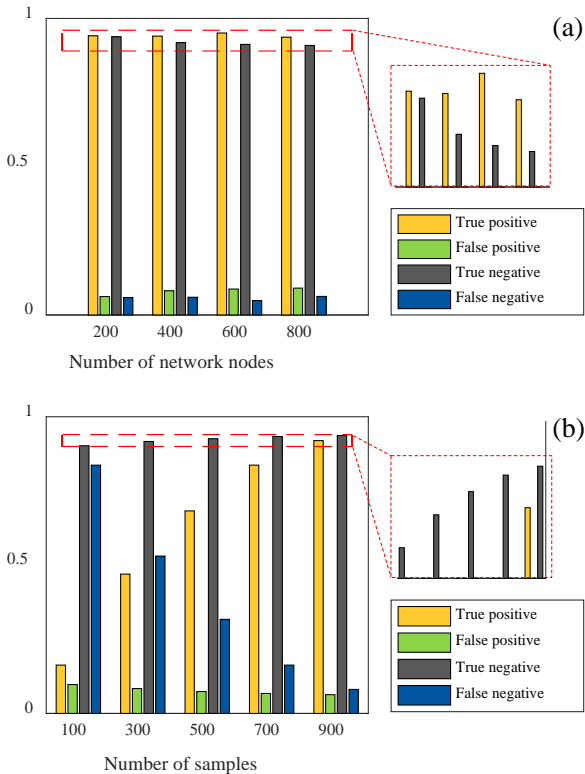 1
(a)
0.5
True positive
False positive
True negative
False negative
0
200 400 600 800
Number of network nodes
1
(b)
0.5
True positive
False positive
True negative
False negative
0
100 300 500 700 900
Number of samples